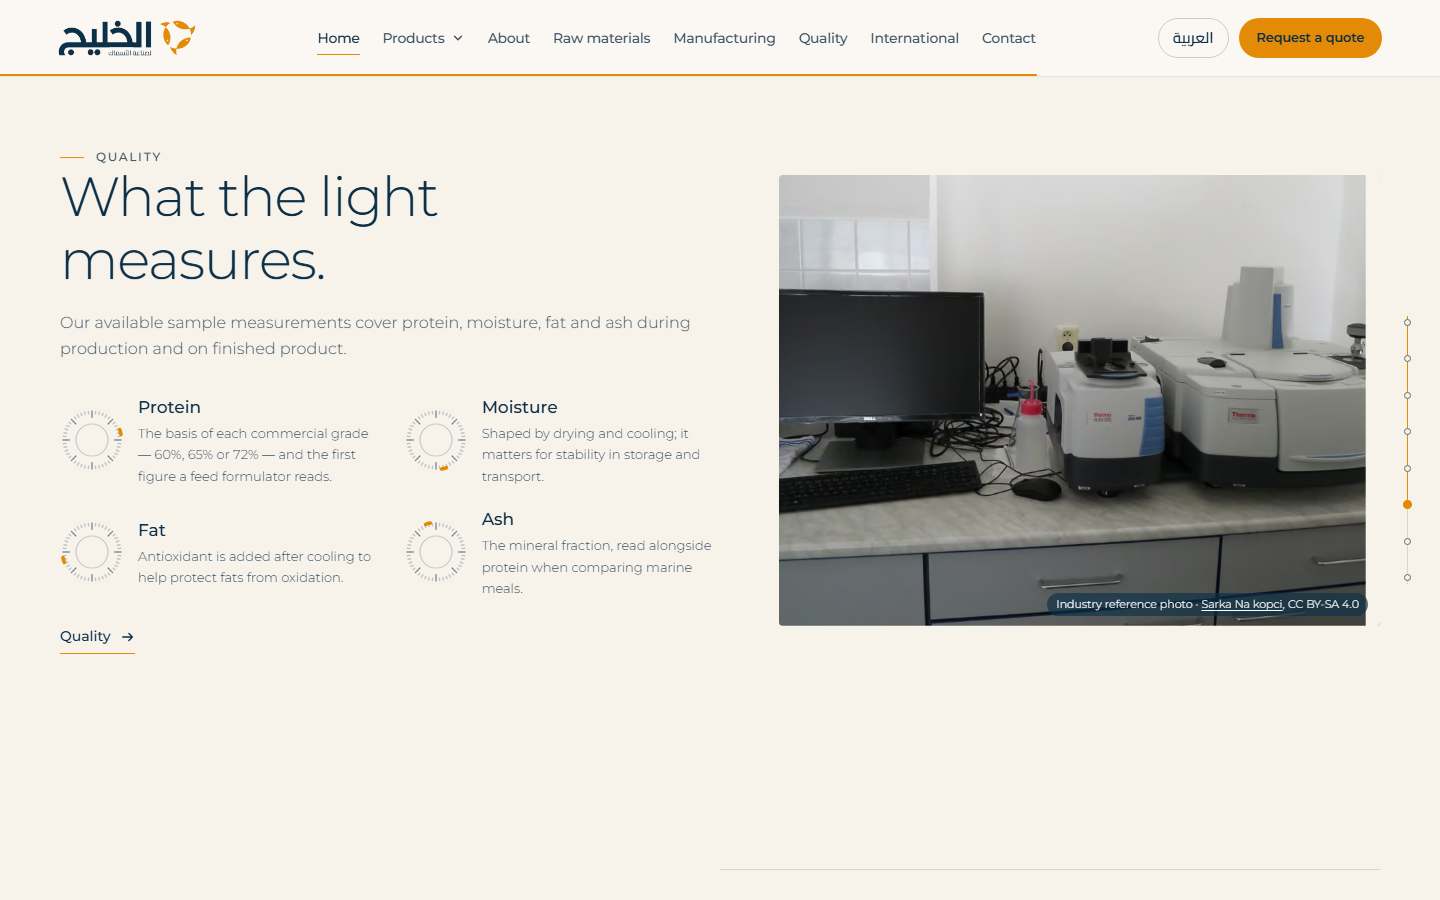 الخليج
لصناعة الأسماك
Home Products About Raw materials Manufacturing Quality International Contact
العربية
Request a quote
QUALITY
What the light
measures.
Our available sample measurements cover protein, moisture, fat and ash during
production and on finished product.
Protein
The basis of each commercial grade
— 60%, 65% or 72% — and the first
figure a feed formulator reads.
Moisture
Shaped by drying and cooling; it
matters for stability in storage and
transport.
Fat
Antioxidant is added after cooling to
help protect fats from oxidation.
Ash
The mineral fraction, read alongside
protein when comparing marine
meals.
Quality
DELL
Thermo
Thermo
Industry reference photo · Sarka Na kopci, CC BY-SA 4.0